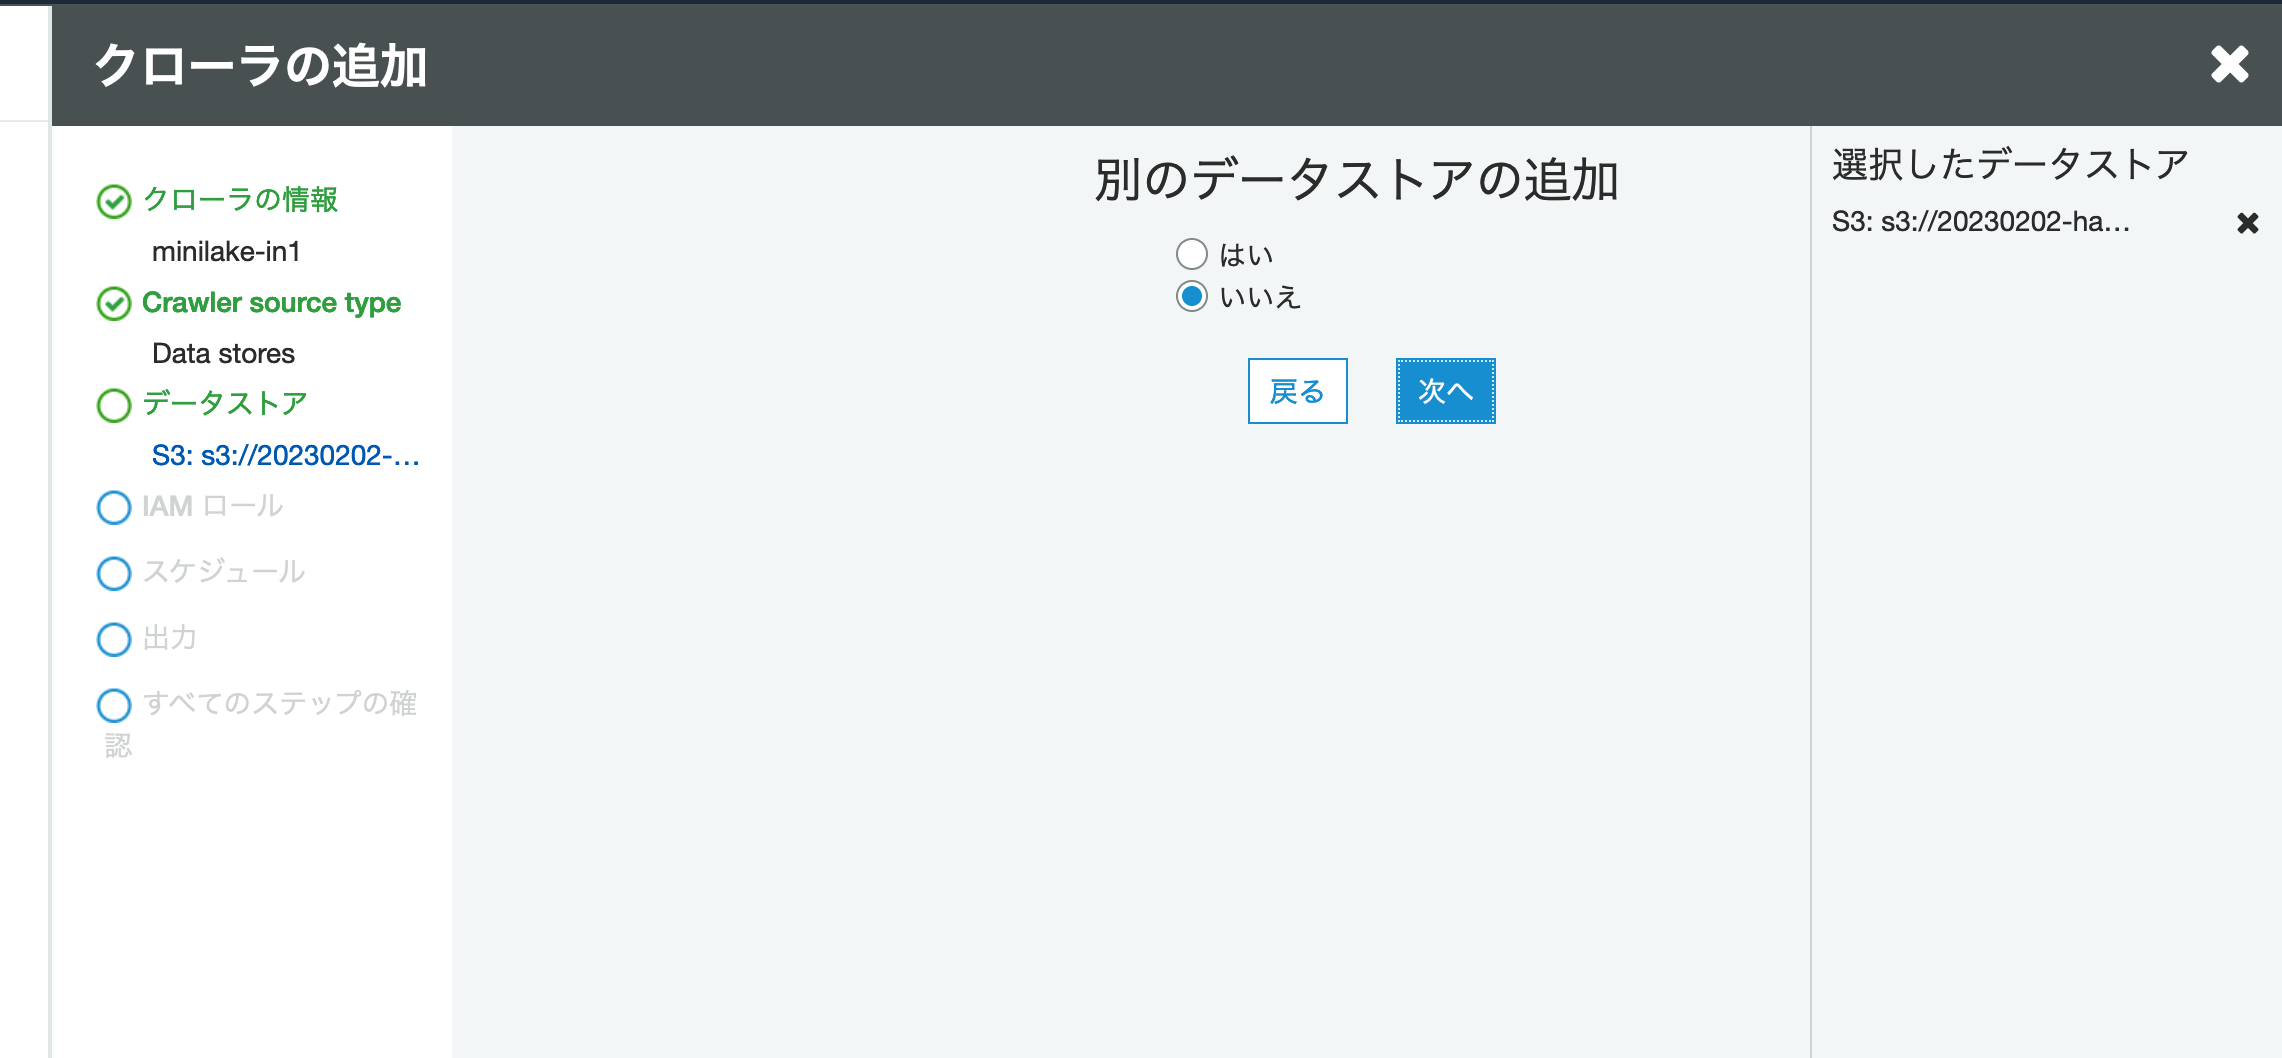 クローラの追加
クローラの情報
minilake-in1
Crawler source type
Data stores
データストア
S3: s3://20230202-...
IAM ロール
スケジュール
出力
すべてのステップの確
認
別のデータストアの追加
はい
いいえ
戻る
次へ
選択したデータストア
S3: s3://20230202-ha...